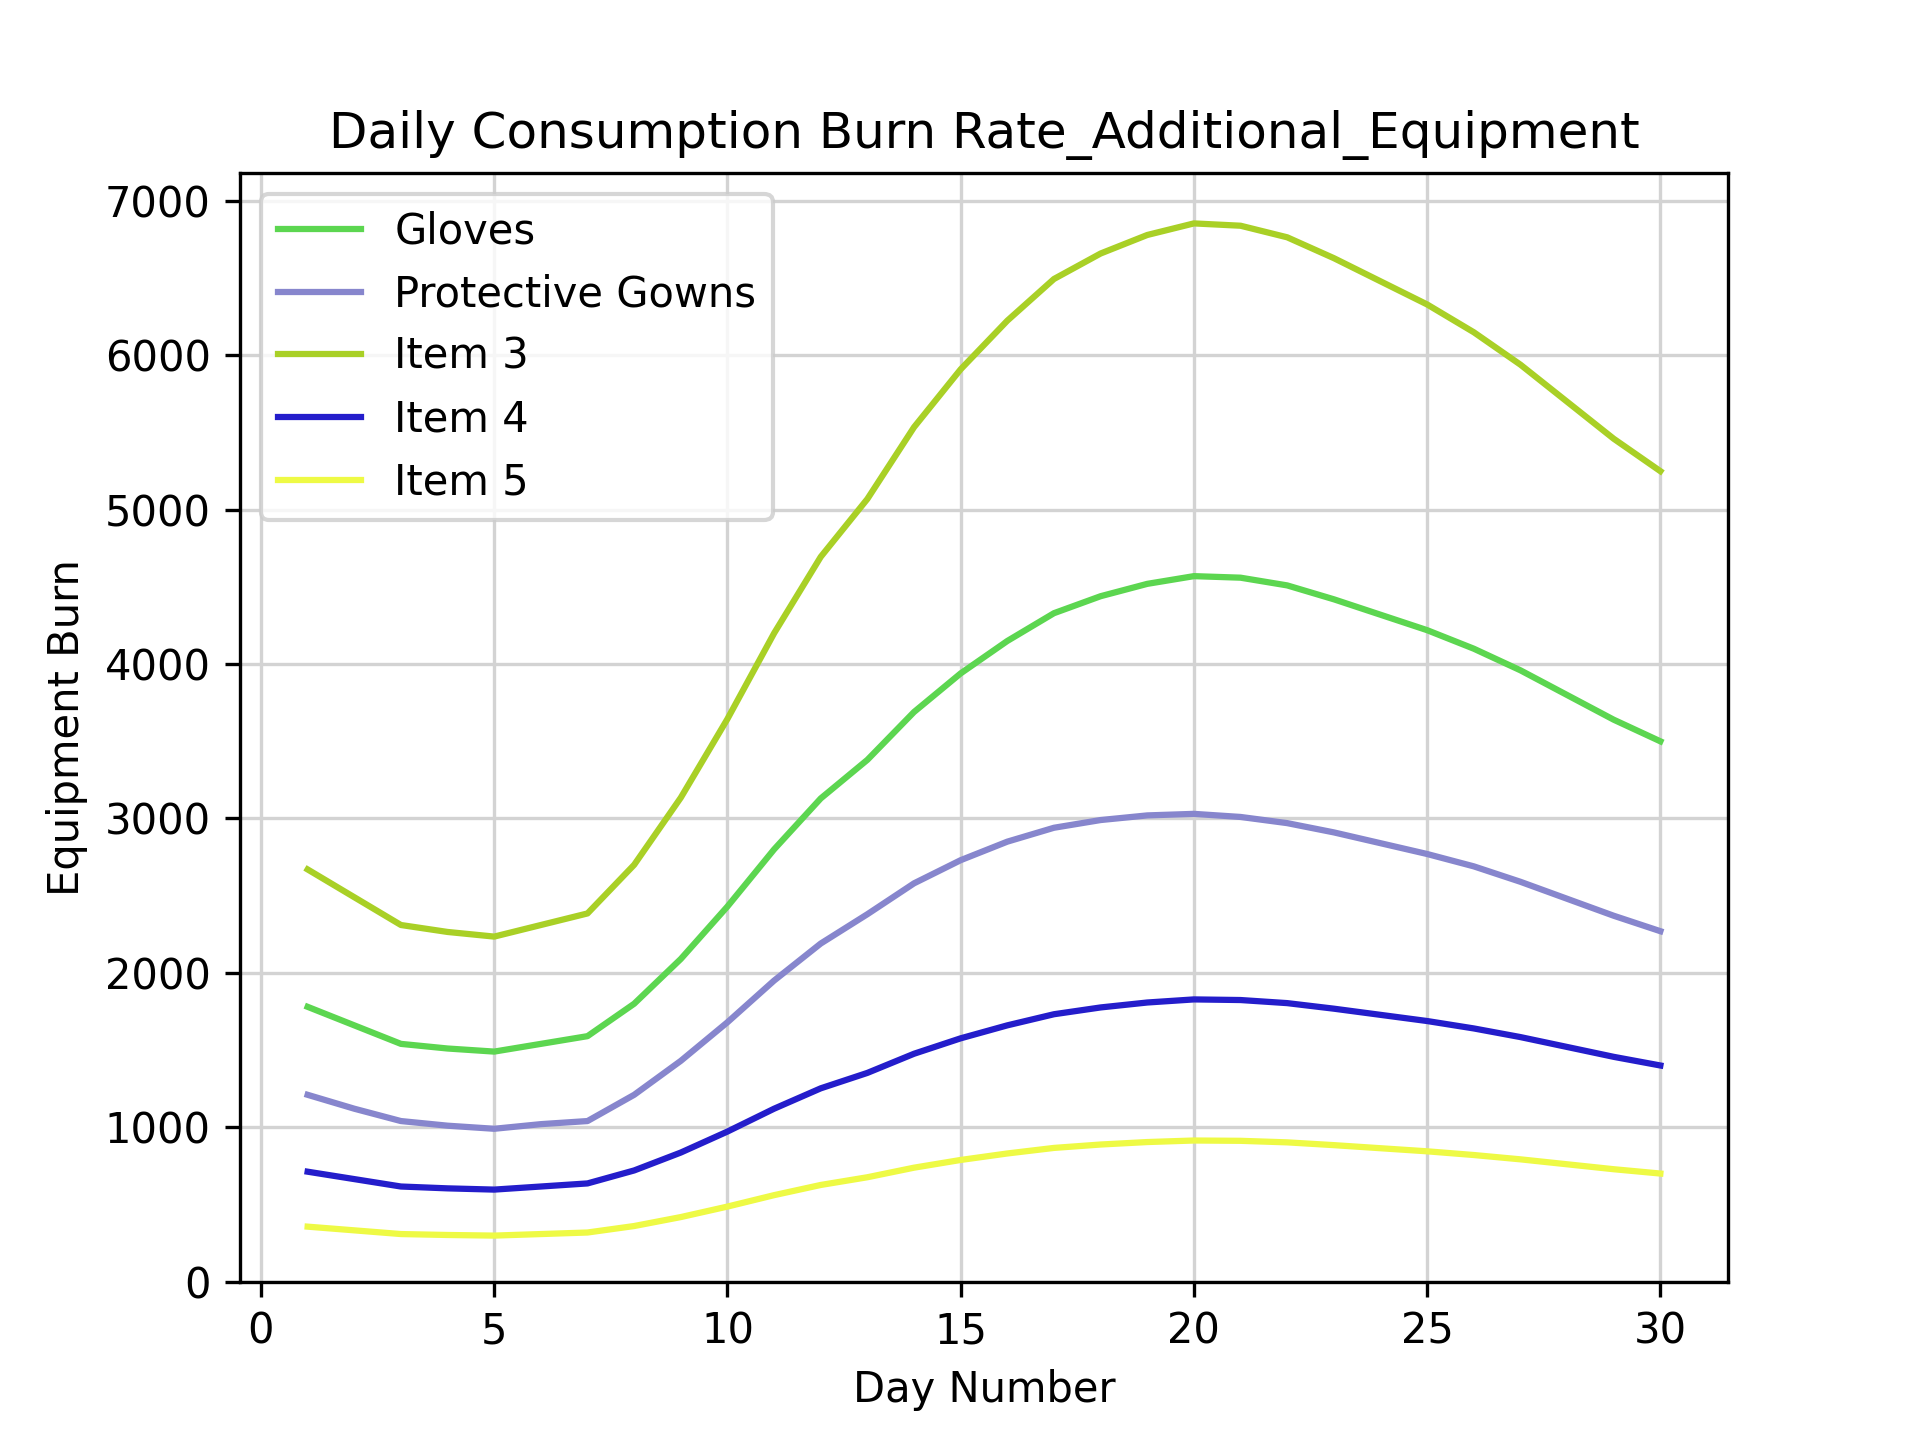 Daily Consumption Burn Rate_Additional_Equipment
7000
6000
5000
4000
3000
2000
1000
0
Equipment Burn
Gloves
Protective Gowns
Item 3
Item 4
Item 5
0 5 10 15 20 25 30
Day Number